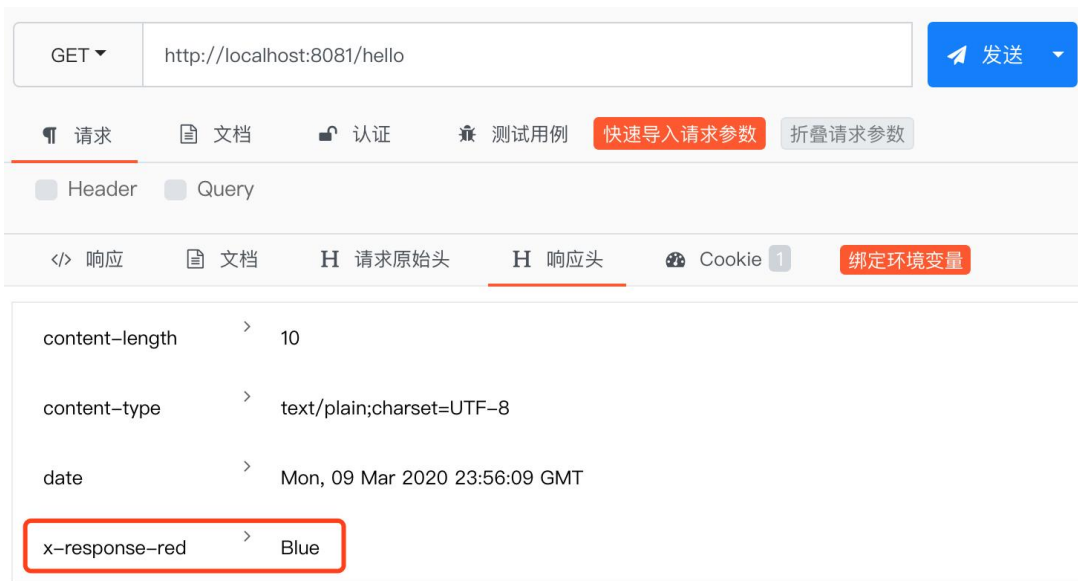 GET http://localhost:8081/hello 发送
请求 文档 认证 测试用例 快速导入请求参数 折叠请求参数
Header Query
</> 响应 文档 H 请求原始头 H 响应头 Cookie 1 绑定环境变量
content-length > 10
content-type > text/plain;charset=UTF-8
date > Mon, 09 Mar 2020 23:56:09 GMT
x-response-red > Blue